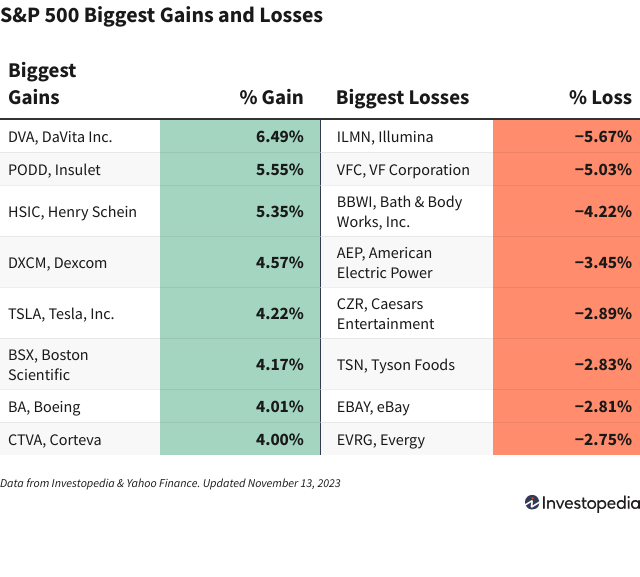 S&P 500 Biggest Gains and Losses
Biggest
Gains % Gain Biggest Losses % Loss
DVA, DaVita Inc. 6.49% ILMN, Illumina −5.67%
PODD, Insulet 5.55% VFC, VF Corporation −5.03%
HSIC, Henry Schein 5.35% BBWI, Bath & Body
Works, Inc. −4.22%
DXCM, Dexcom 4.57% AEP, American
Electric Power −3.45%
TSLA, Tesla, Inc. 4.22% CZR, Caesars
Entertainment −2.89%
BSX, Boston
Scientific 4.17% TSN, Tyson Foods −2.83%
BA, Boeing 4.01% EBAY, eBay −2.81%
CTVA, Corteva 4.00% EVRG, Evergy −2.75%
Data from Investopedia & Yahoo Finance. Updated November 13, 2023
Investopedia